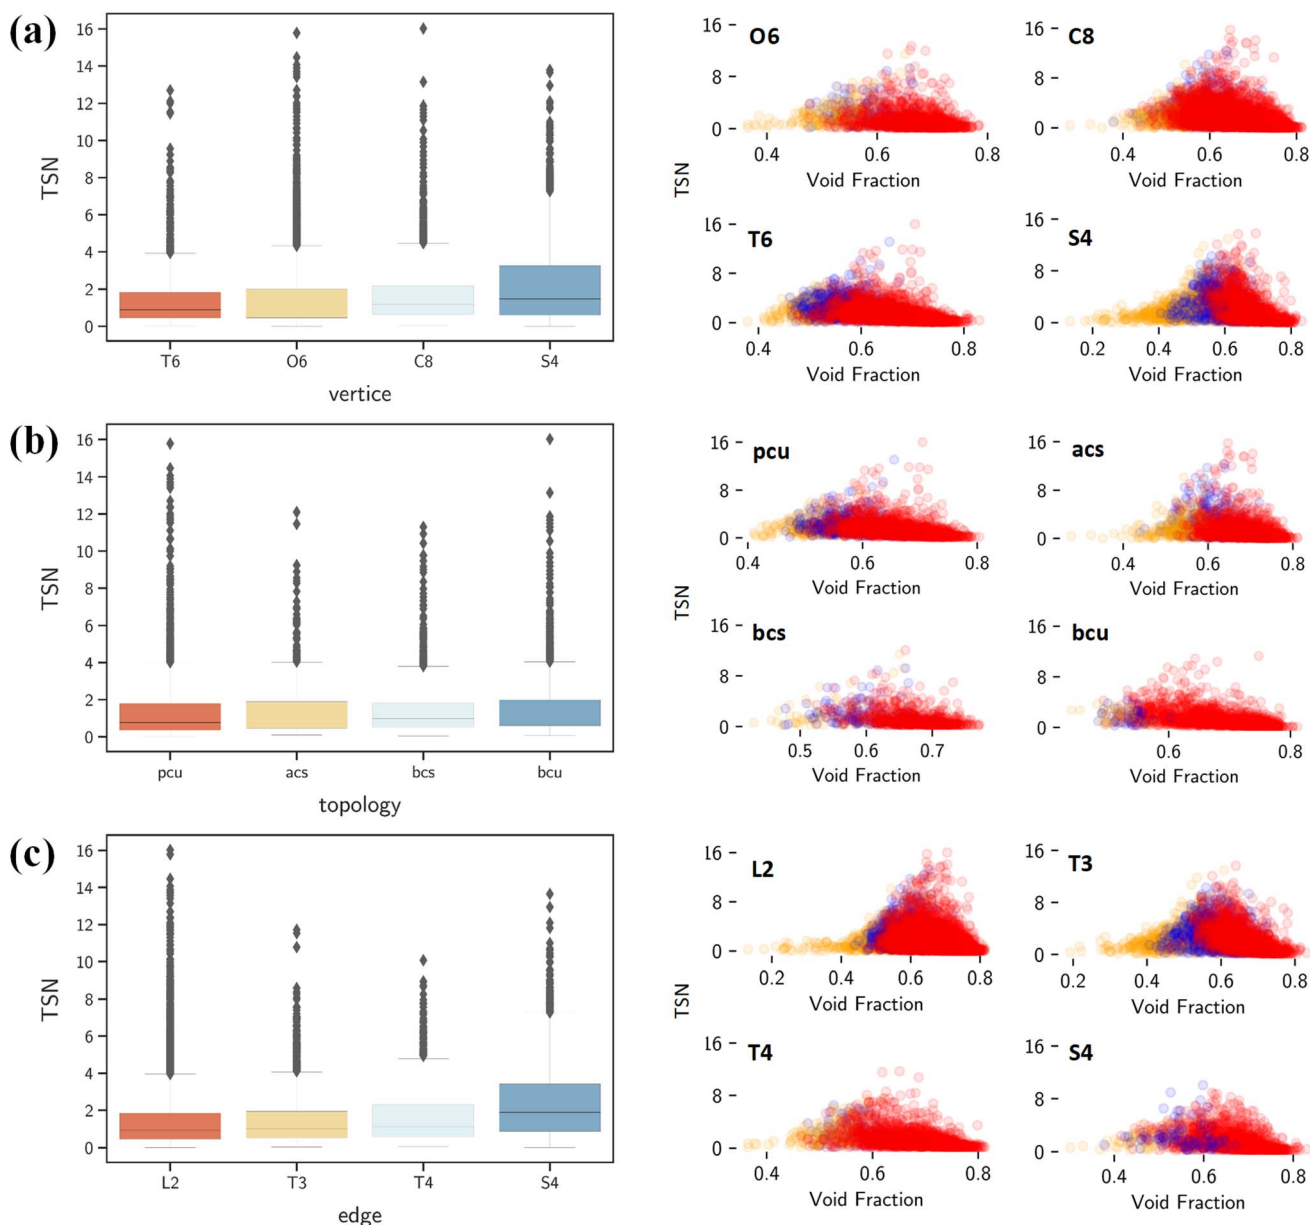 (a)
TSN
16
14
12
10
8
6
4
2
0
T6 O6 C8 S4
vertice
TSN
O6
16
8
0
0.4 0.6 0.8
Void Fraction
C8
16
8
0
0.4 0.6 0.8
Void Fraction
T6
16
8
0
0.4 0.6 0.8
Void Fraction
S4
16
8
0
0.2 0.4 0.6 0.8
Void Fraction
(b)
TSN
16
14
12
10
8
6
4
2
0
pcu acs bcs bcu
topology
TSN
pcu
16
8
0
0.4 0.6 0.8
Void Fraction
acs
16
8
0
0.4 0.6 0.8
Void Fraction
bcs
16
8
0
0.5 0.6 0.7
Void Fraction
bcu
16
8
0
0.6 0.8
Void Fraction
(c)
TSN
16
14
12
10
8
6
4
2
0
L2 T3 T4 S4
edge
TSN
L2
16
8
0
0.2 0.4 0.6 0.8
Void Fraction
T3
16
8
0
0.2 0.4 0.6 0.8
Void Fraction
T4
16
8
0
0.4 0.6 0.8
Void Fraction
S4
16
8
0
0.4 0.6 0.8
Void Fraction